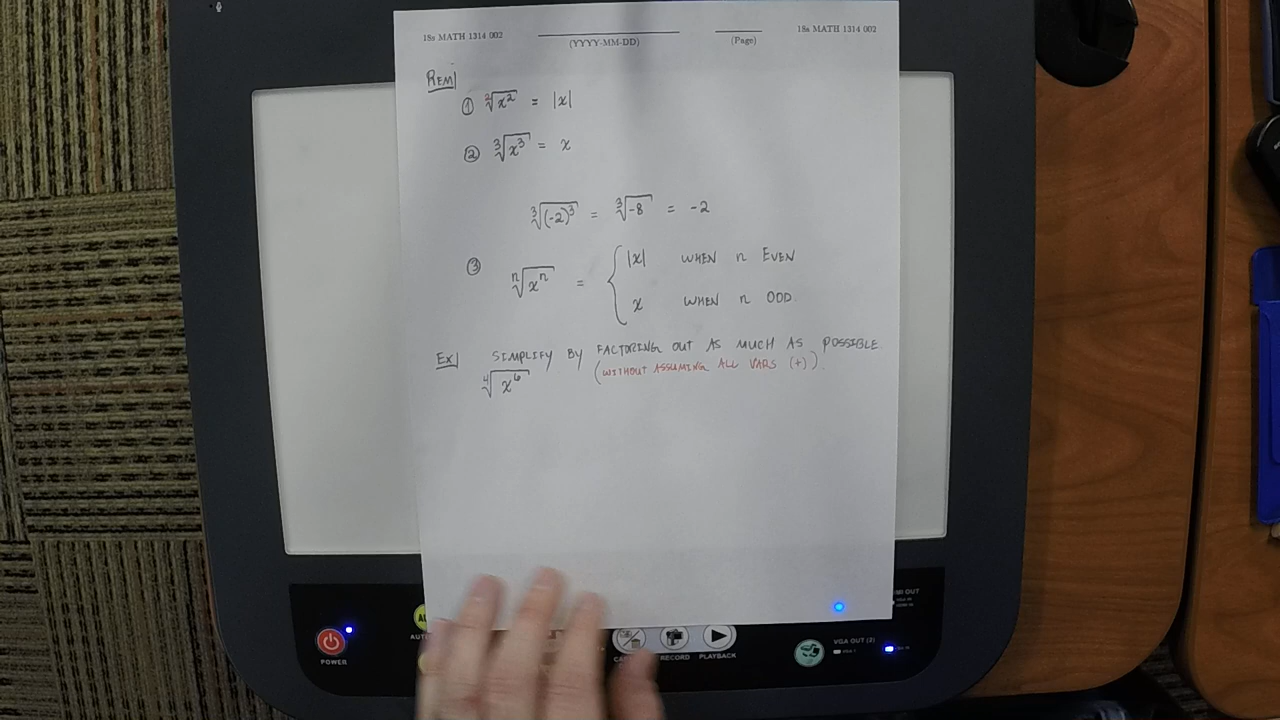 18s MATH 1314 002 (YYYY-MM-DD) (Page) 18s MATH 1314 002
REM
① ²√x² = |x|
② ³√x³ = x
³√(-2)³ = ³√-8 = -2
③ ⁿ√xⁿ = { |x| WHEN n EVEN
x WHEN n ODD.
EX SIMPLIFY BY FACTORING OUT AS MUCH AS POSSIBLE
(WITHOUT ASSUMING ALL VARS (+)).
⁴√x⁶
POWER
RECORD
PLAYBACK
VGA OUT (2)